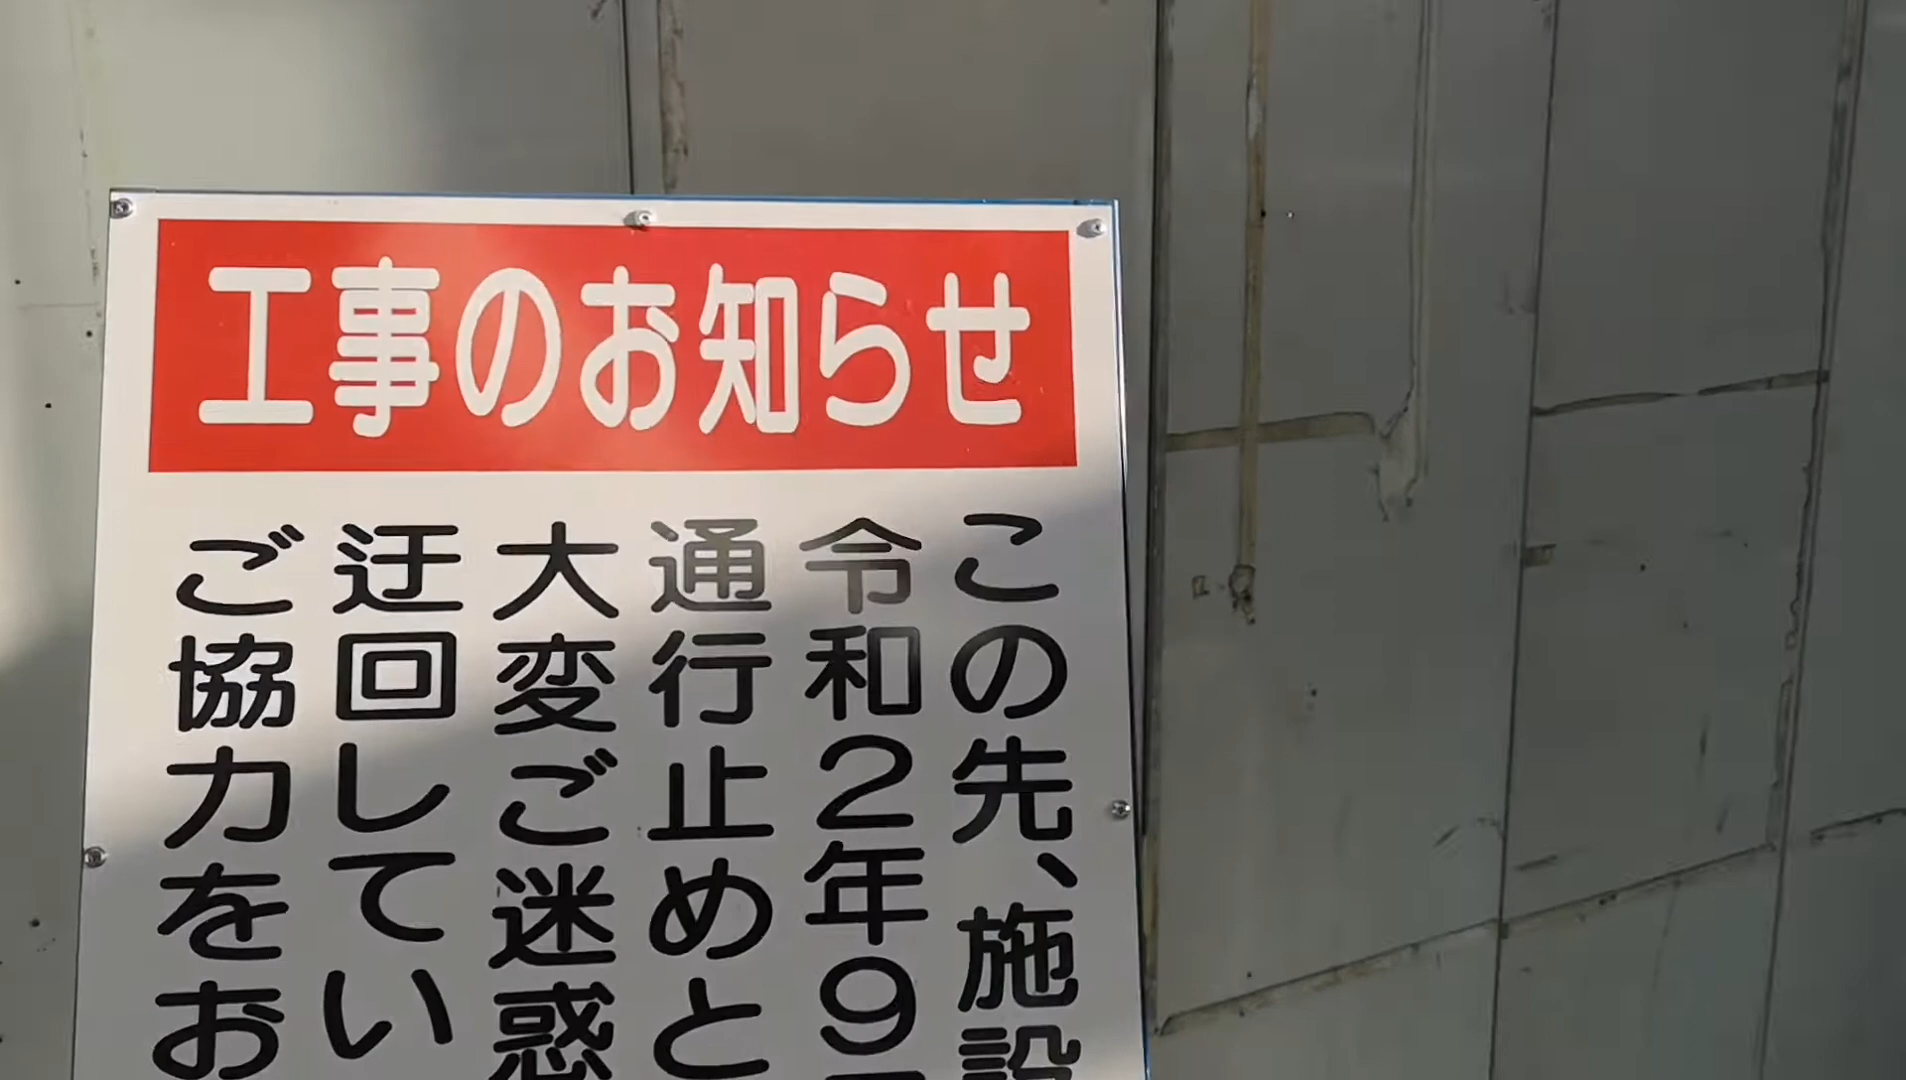 工事のお知らせ
この先、施設
令和2年9
通行止めと
大変ご迷惑
迂回してい
ご協力をお